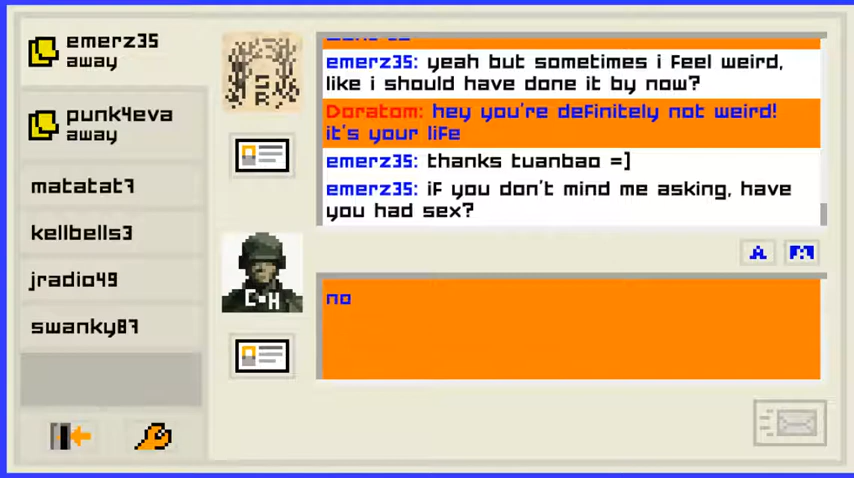 emerz35
away
punk4eva
away
matatat7
kellbells3
jradio49
swanky87
emerz35: yeah but sometimes i feel weird,
like i should have done it by now?
Doratom: hey you're definitely not weird!
it's your life
emerz35: thanks tuanbao =]
emerz35: if you don't mind me asking, have
you had sex?
A
no